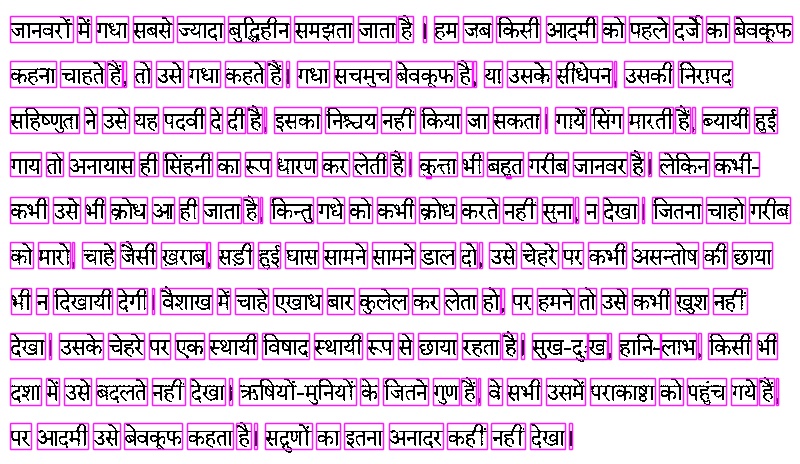 जानवरों में गधा सबसे ज्यादा बुद्धिहीन समझता जाता है । हम जब किसी आदमी को पहले दर्जे का बेवकूफ
कहना चाहते हैं, तो उसे गधा कहते हैं। गधा सचमुच बेवकूफ है, या उसके सीधेपन, उसकी निरापद
सहिष्णुता ने उसे यह पदवी दे दी है, इसका निश्चय नहीं किया जा सकता। गायें सिंग मारती हैं, ब्यायी हुई
गाय तो अनायास ही सिंहनी का रूप धारण कर लेती है। कुत्ता भी बहुत गरीब जानवर है। लेकिन कभी-
कभी उसे भी क्रोध आ ही जाता है, किन्तु गधे को कभी क्रोध करते नहीं सुना, न देखा। जितना चाहो गरीब
को मारो, चाहे जैसी ख़राब, सड़ी हुई घास सामने सामने डाल दो, उसे चेहरे पर कभी असन्तोष की छाया
भी न दिखायी देगी। वैशाख में चाहे एखाध बार कुलेल कर लेता हो, पर हमने तो उसे कभी ख़ुश नहीं
देखा। उसके चेहरे पर एक स्थायी विषाद स्थायी रूप से छाया रहता है। सुख-दुःख, हानि-लाभ, किसी भी
दशा में उसे बदलते नहीं देखा। ऋषियों-मुनियों के जितने गुण हैं, वे सभी उसमें पराकाष्ठा को पहुंच गये हैं,
पर आदमी उसे बेवकूफ कहता है। सद्गुणों का इतना अनादर कहीं नहीं देखा।